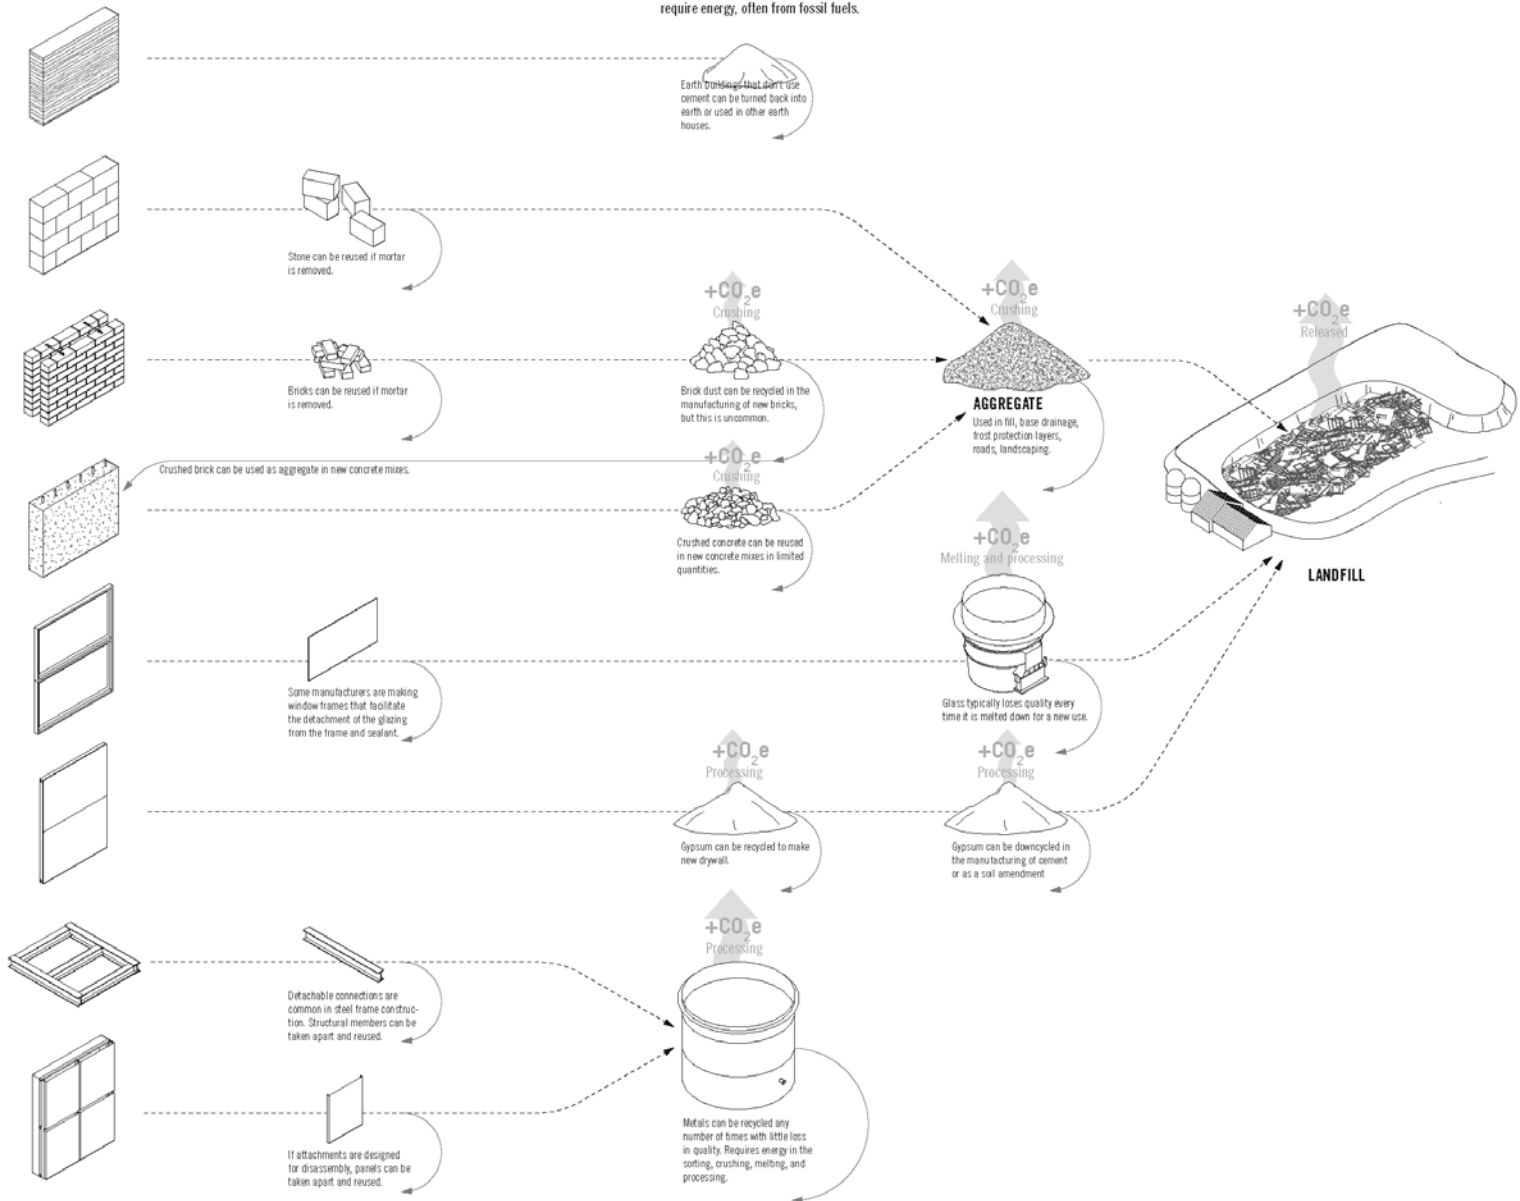 require energy, often from fossil fuels.
Earth buildings that don't use
cement can be turned back into
earth or used in other earth
houses.
Stone can be reused if mortar
is removed.
+CO2e
Crushing
+CO2e
Crushing
+CO2e
Released
Bricks can be reused if mortar
is removed.
Brick dust can be recycled in the
manufacturing of new bricks,
but this is uncommon.
AGGREGATE
Used in fill, base drainage,
frost protection layers,
roads, landscaping.
Crushed brick can be used as aggregate in new concrete mixes.
+CO2e
Crushing
Crushed concrete can be reused
in new concrete mixes in limited
quantities.
+CO2e
Melting and processing
LANDFILL
Some manufacturers are making
window frames that facilitate
the detachment of the glazing
from the frame and sealant.
Glass typically loses quality every
time it is melted down for a new use.
+CO2e
Processing
+CO2e
Processing
Gypsum can be recycled to make
new drywall.
Gypsum can be downcycled in
the manufacturing of cement
or as a soil amendment
+CO2e
Processing
Detachable connections are
common in steel frame construc-
tion. Structural members can be
taken apart and reused.
Metals can be recycled any
number of times with little loss
in quality. Requires energy in the
sorting, crushing, melting, and
processing.
If attachments are designed
for disassembly, panels can be
taken apart and reused.